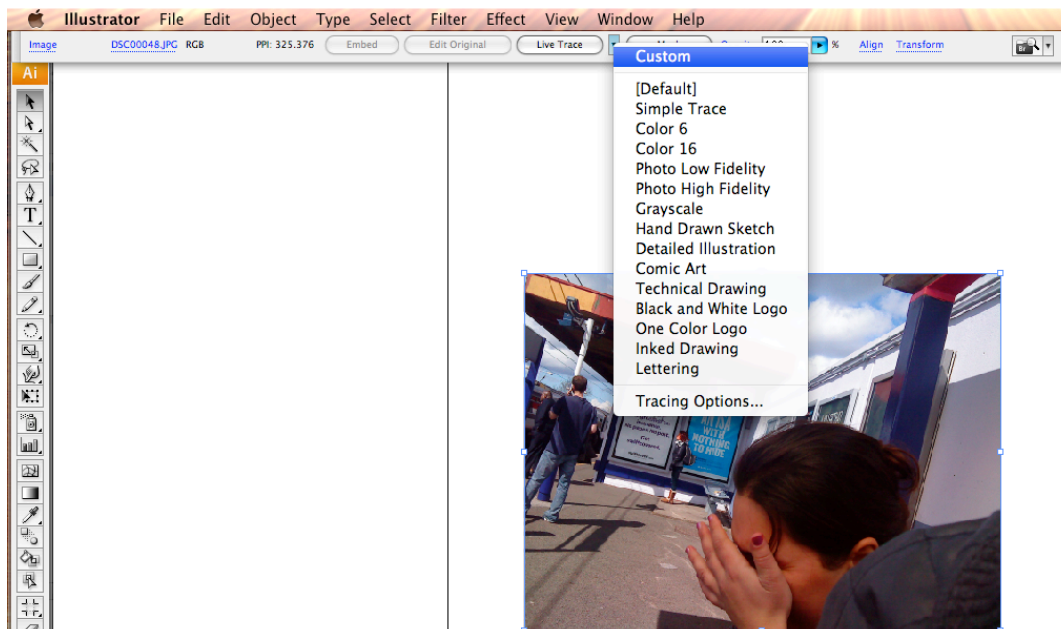 Illustrator File Edit Object Type Select Filter Effect View Window Help
Image DSC00048.JPG RGB PPI: 325.376 Embed Edit Original Live Trace % Align Transform
Custom
Ai
[Default]
Simple Trace
Color 6
Color 16
Photo Low Fidelity
Photo High Fidelity
Grayscale
Hand Drawn Sketch
Detailed Illustration
Comic Art
Technical Drawing
Black and White Logo
One Color Logo
Inked Drawing
Lettering
Tracing Options...
T
WITH
NOTHING
TO HIDE